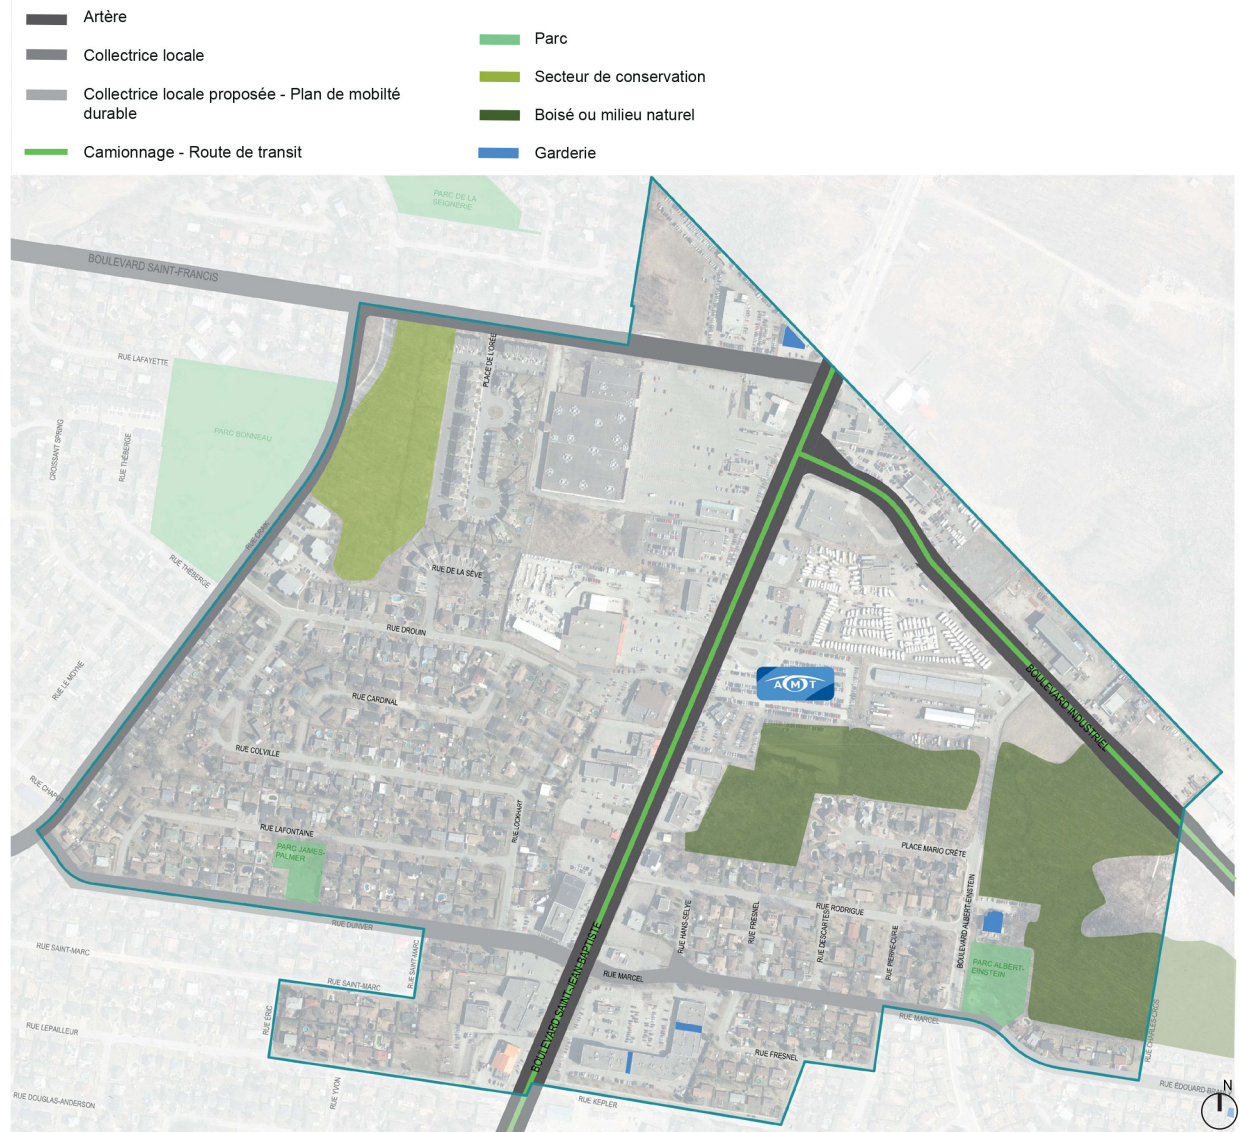 Artère
Collectrice locale
Collectrice locale proposée - Plan de mobilté
durable
Camionnage - Route de transit
Parc
Secteur de conservation
Boisé ou milieu naturel
Garderie
PARC DE LA
SEIGNERIE
BOULEVARD SAINT-FRANCIS
RUE LAFAYETTE
PLACE DE L'ORÉE
CROISSANT SPRING
RUE THÉBERGE
PARC BONNEAU
RUE CRAIK
RUE THÉBERGE
RUE DE LA SÈVE
RUE DROUIN
RUE LE MOYNE
RUE CARDINAL
AMT
BOULEVARD INDUSTRIEL
RUE COLVILLE
RUE CHAPUT
RUE LOCKHART
RUE LAFONTAINE
PARC JAMES-
PALMER
PLACE MARIO CRÊTE
BOULEVARD ALBERT-EINSTEIN
RUE RODRIGUE
RUE HANS-SELYE
RUE FRESNEL
RUE DESCARTES
RUE PIERRE-CURIE
RUE DUNVER
RUE SAINT-MARC
RUE SAINT-MARC
RUE SAINT-MARC
BOULEVARD SAINT-JEAN-BAPTISTE
RUE MARCEL
PARC ALBERT-
EINSTEIN
RUE ERIC
RUE MARCEL
RUE LEPAILLEUR
RUE FRESNEL
RUE YVON
RUE KEPLER
RUE DOUGLAS-ANDERSON
N